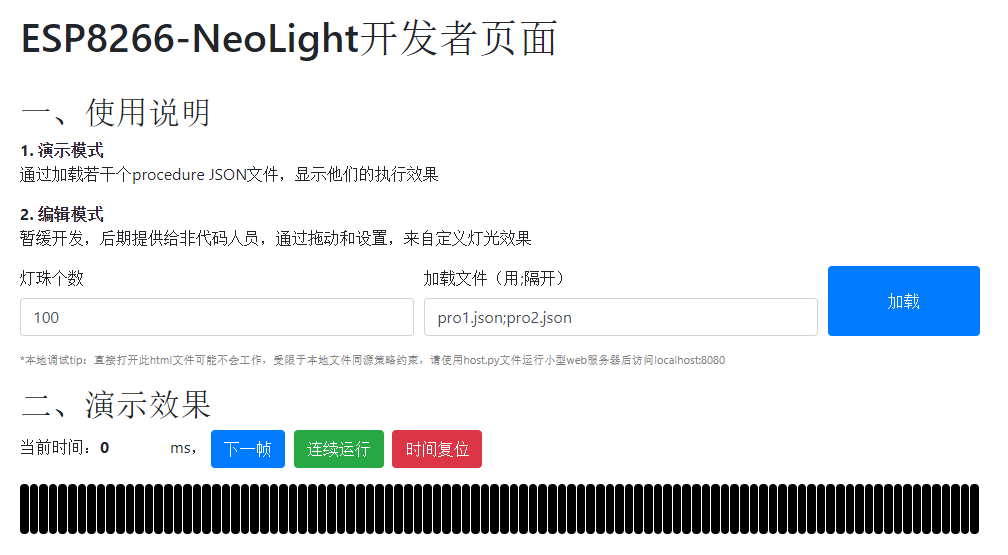 ESP8266-NeoLight开发者页面
一、使用说明
1. 演示模式
通过加载若干个procedure JSON文件，显示他们的执行效果
2. 编辑模式
暂缓开发，后期提供给非代码人员，通过拖动和设置，来自定义灯光效果
灯珠个数
加载文件（用;隔开）
100
pro1.json;pro2.json
加载
*本地调试tip：直接打开此html文件可能不会工作，受限于本地文件同源策略约束，请使用host.py文件运行小型web服务器后访问localhost:8080
二、演示效果
当前时间：0 ms， 下一帧 连续运行 时间复位